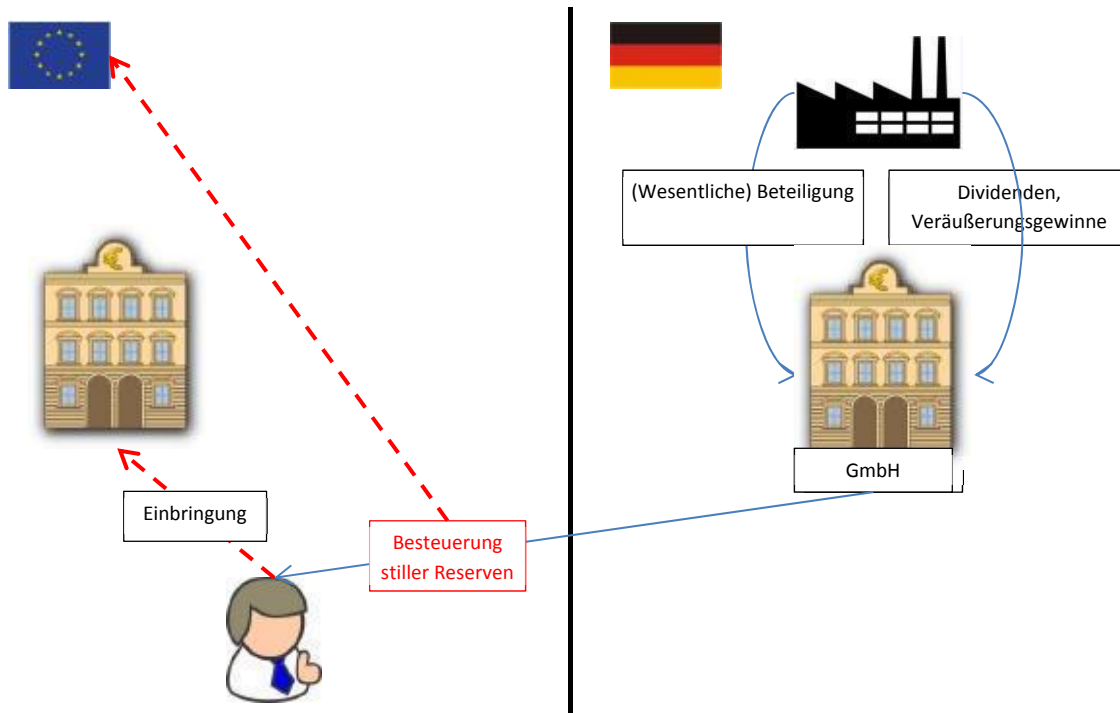 (Wesentliche) Beteiligung
Dividenden,
Veräußerungsgewinne
GmbH
Einbringung
Besteuerung
stiller Reserven